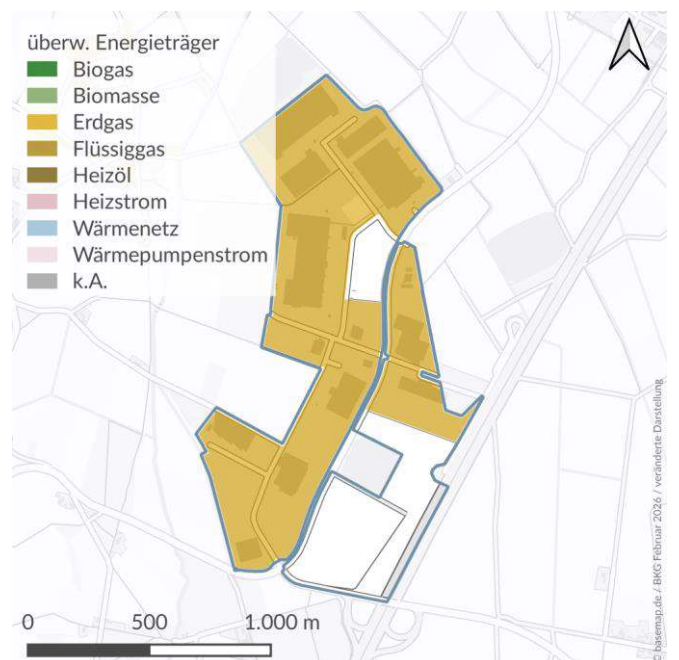 überw. Energieträger
Biogas
Biomasse
Erdgas
Flüssiggas
Heizöl
Heizstrom
Wärmenetz
Wärmepumpenstrom
k.A.
0 500 1.000 m
© basemap.de / BKG Februar 2026 / veränderte Darstellung